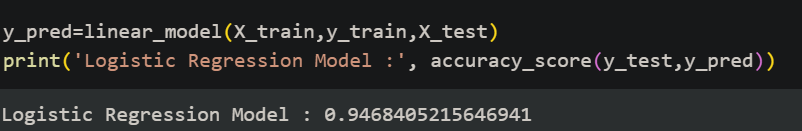 y_pred=linear_model(X_train,y_train,X_test)
print('Logistic Regression Model :', accuracy_score(y_test,y_pred))
Logistic Regression Model : 0.9468405215646941